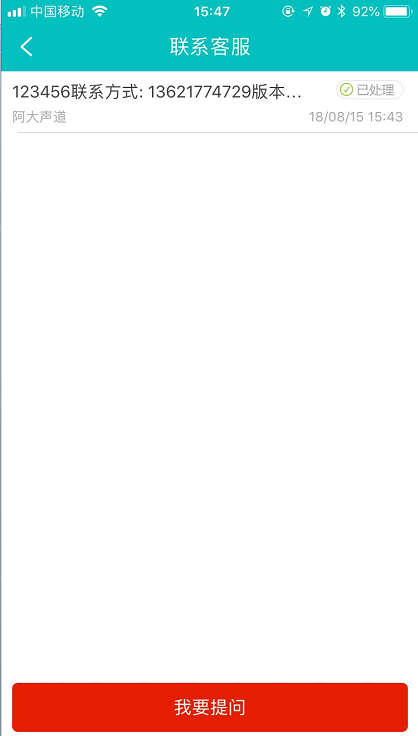 中国移动 15:47 92%
联系客服
123456联系方式: 13621774729版本... 已处理
阿大声道 18/08/15 15:43
我要提问